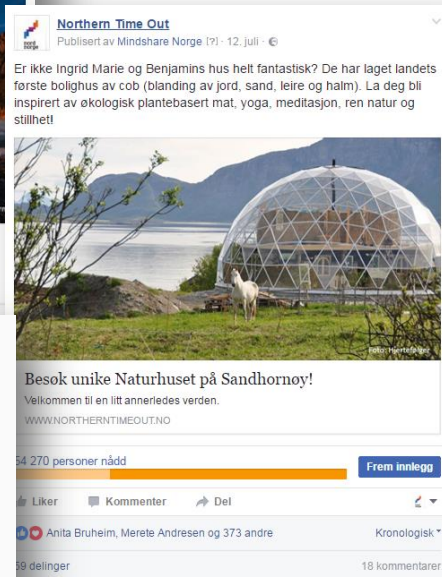 Northern Time Out
nord
norge
Publisert av Mindshare Norge [?] · 12. juli ·
Er ikke Ingrid Marie og Benjamins hus helt fantastisk? De har laget landets
første bolighus av cob (blanding av jord, sand, leire og halm). La deg bli
inspirert av økologisk plantebasert mat, yoga, meditasjon, ren natur og
stillhet!
Foto: Hjertefølger
Besøk unike Naturhuset på Sandhornøy!
Velkommen til en litt annerledes verden.
WWW.NORTHERNTIMEOUT.NO
54 270 personer nådd
Frem innlegg
Liker Kommenter Del
Anita Bruheim, Merete Andresen og 373 andre Kronologisk
59 delinger 18 kommentarer